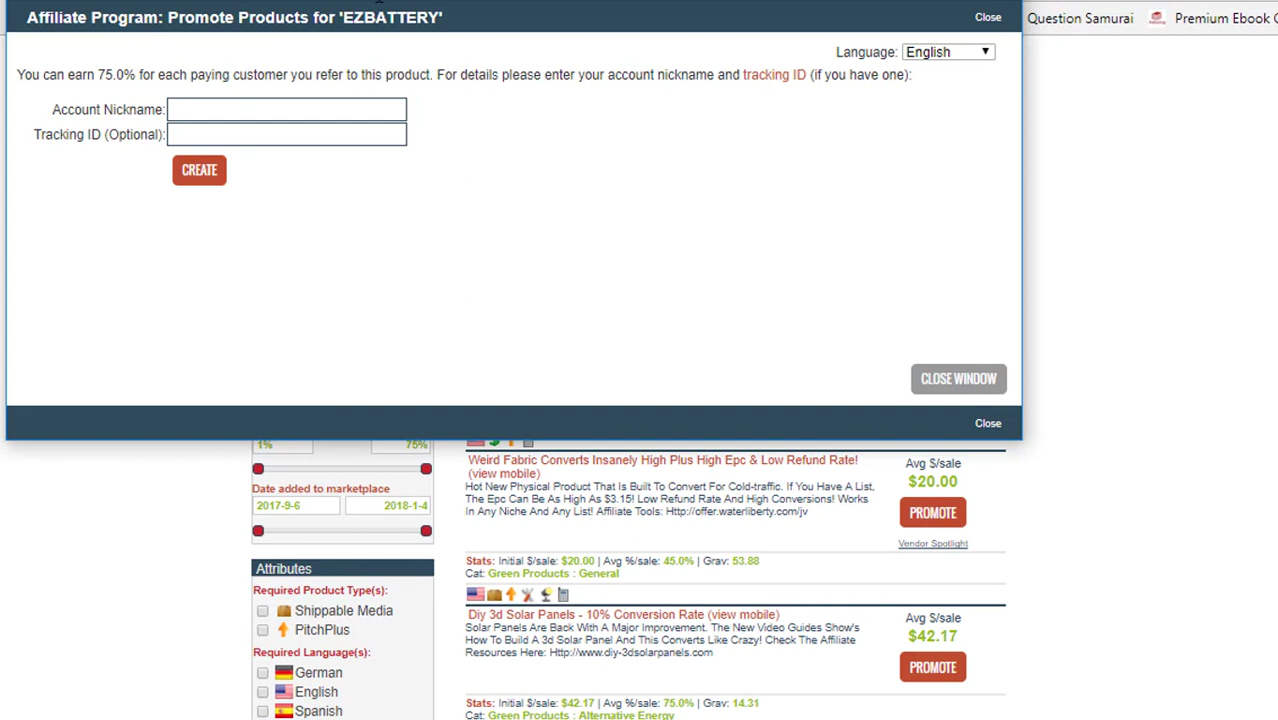 Affiliate Program: Promote Products for 'EZBATTERY'
Close
Question Samurai
Premium Ebook
Language: English
You can earn 75.0% for each paying customer you refer to this product. For details please enter your account nickname and tracking ID (if you have one):
Account Nickname:
Tracking ID (Optional):
CREATE
CLOSE WINDOW
Close
1%
75%
Date added to marketplace
2017-9-6
2018-1-4
Attributes
Required Product Type(s):
Shippable Media
PitchPlus
Required Language(s):
German
English
Spanish
Weird Fabric Converts Insanely High Plus High Epc & Low Refund Rate!
(view mobile)
Hot New Physical Product That Is Built To Convert For Cold-traffic. If You Have A List,
The Epc Can Be As High As $3.15! Low Refund Rate And High Conversions! Works
In Any Niche And Any List! Affiliate Tools: Http://offer.waterliberty.com/jv
Avg $/sale
$20.00
PROMOTE
Vendor Spotlight
Stats: Initial $/sale: $20.00 | Avg %/sale: 45.0% | Grav: 53.88
Cat: Green Products : General
Diy 3d Solar Panels - 10% Conversion Rate (view mobile)
Solar Panels Are Back With A Major Improvement. The New Video Guides Show's
How To Build A 3d Solar Panel And This Converts Like Crazy! Check The Affiliate
Resources Here: Http://www.diy-3dsolarpanels.com
Avg $/sale
$42.17
PROMOTE
Stats: Initial $/sale: $42.17 | Avg %/sale: 75.0% | Grav: 14.31
Cat: Green Products : Alternative Energy